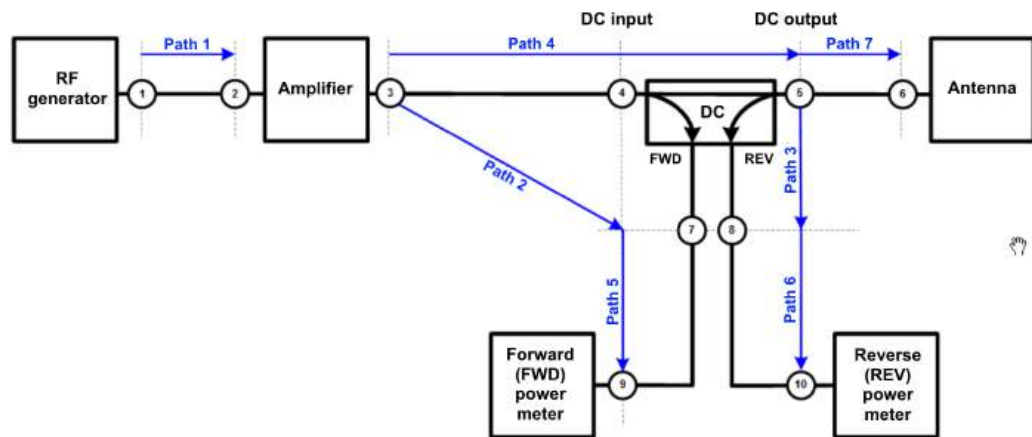 DC input
DC output
Path 1
Path 4
Path 7
RF
generator
1
2
Amplifier
3
4
DC
5
6
Antenna
FWD
REV
Path 2
Path 3
7
8
Path 5
Path 6
Forward
(FWD)
power
meter
9
10
Reverse
(REV)
power
meter